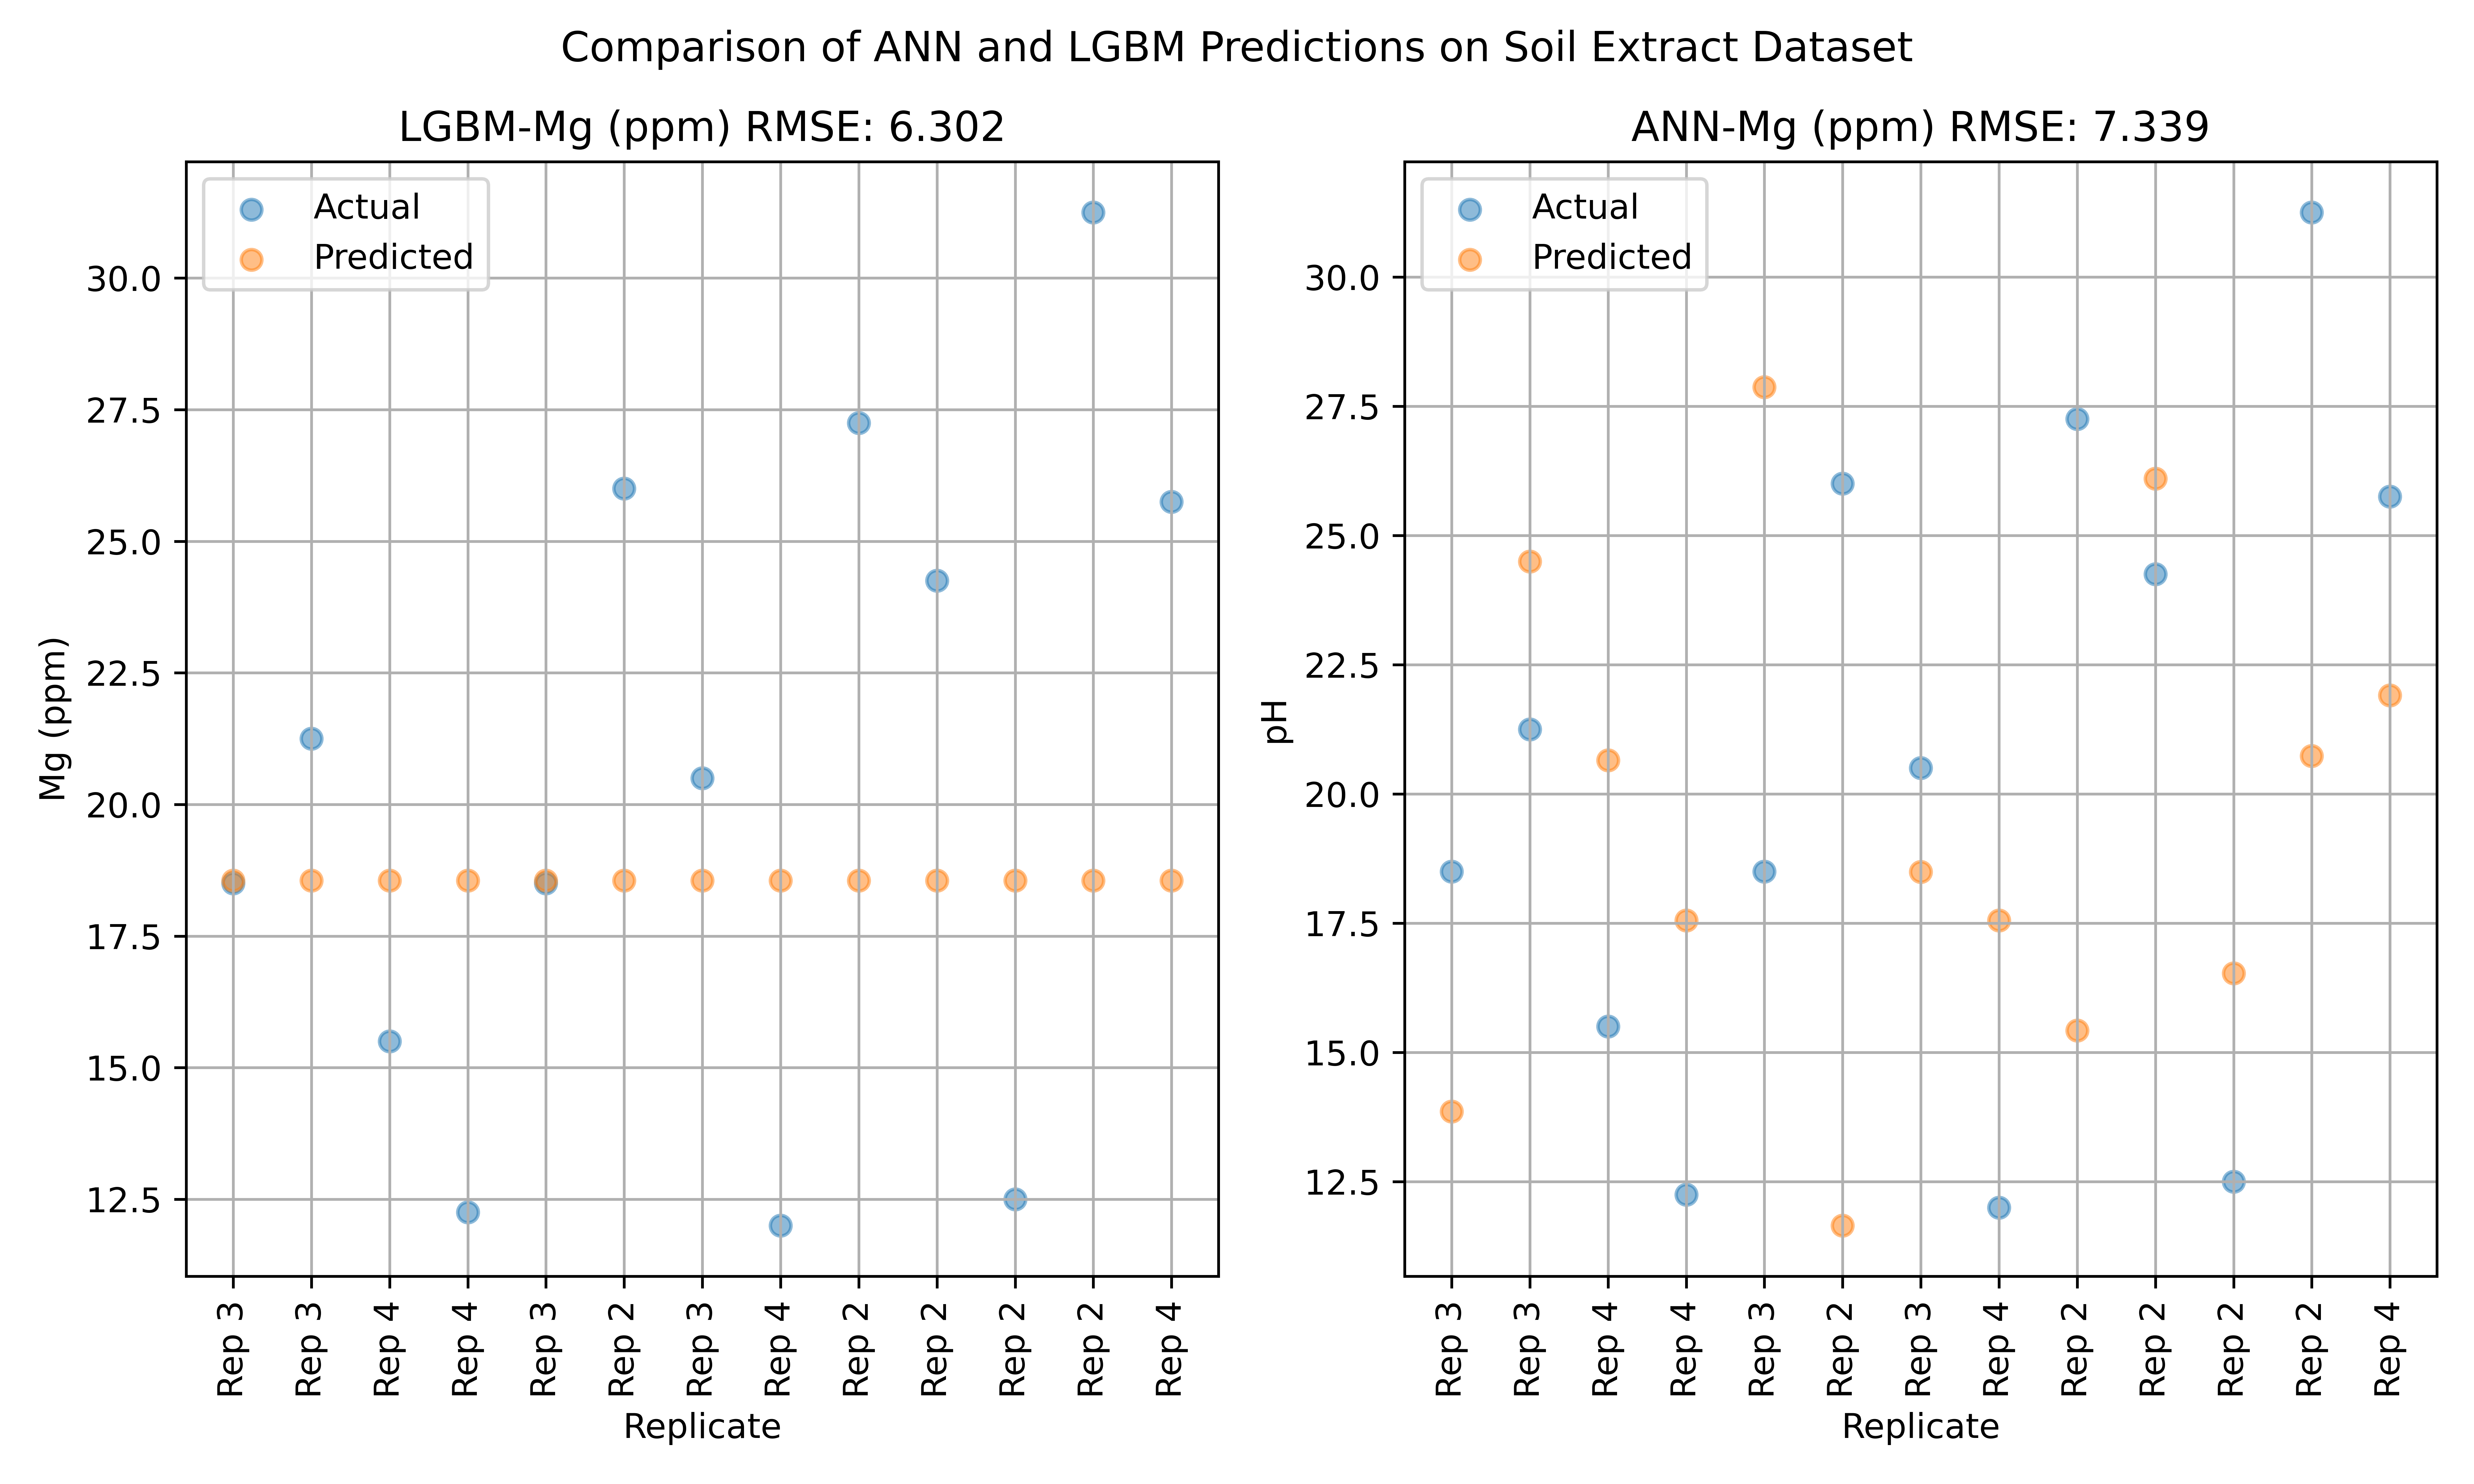 Comparison of ANN and LGBM Predictions on Soil Extract Dataset
LGBM-Mg (ppm) RMSE: 6.302
Actual
Predicted
30.0
27.5
25.0
22.5
20.0
17.5
15.0
12.5
Mg (ppm)
Rep 3
Rep 3
Rep 4
Rep 4
Rep 3
Rep 2
Rep 3
Rep 4
Rep 2
Rep 2
Rep 2
Rep 2
Rep 4
Replicate
ANN-Mg (ppm) RMSE: 7.339
Actual
Predicted
30.0
27.5
25.0
22.5
20.0
17.5
15.0
12.5
pH
Rep 3
Rep 3
Rep 4
Rep 4
Rep 3
Rep 2
Rep 3
Rep 4
Rep 2
Rep 2
Rep 2
Rep 2
Rep 4
Replicate